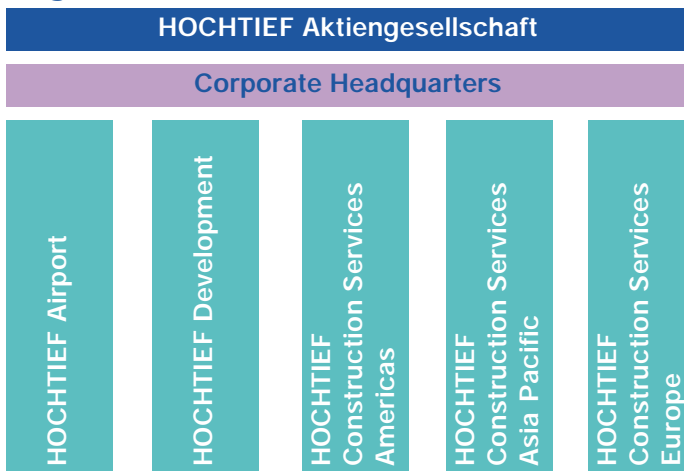 HOCHTIEF Aktiengesellschaft
Corporate Headquarters
HOCHTIEF Airport
HOCHTIEF Development
HOCHTIEF
Construction Services
Americas
HOCHTIEF
Construction Services
Asia Pacific
HOCHTIEF
Construction Services
Europe